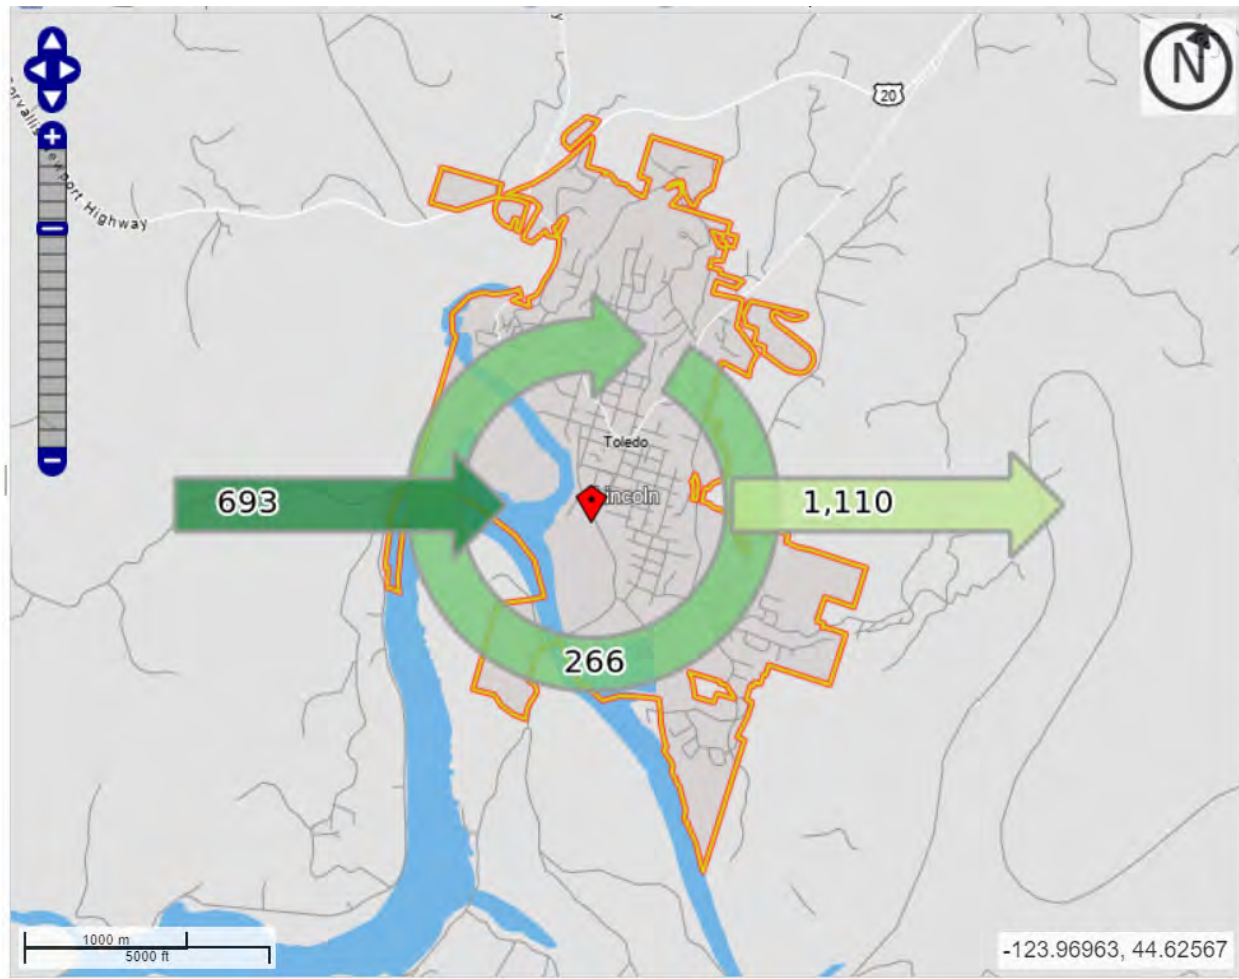 y
20
N
Corvallis Newport Highway
Toledo
693
Lincoln
1,110
266
1000 m
5000 ft
-123.96963, 44.62567